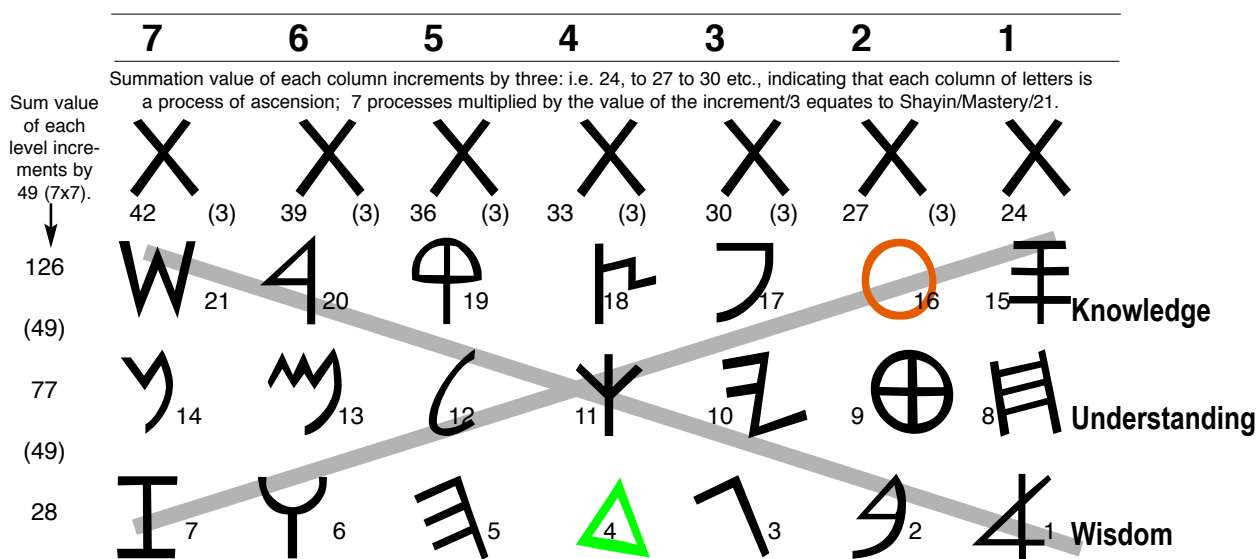 7 6 5 4 3 2 1
Summation value of each column increments by three: i.e. 24, to 27 to 30 etc., indicating that each column of letters is
a process of ascension; 7 processes multiplied by the value of the increment/3 equates to Shayin/Mastery/21.
Sum value
of each
level incre-
ments by
49 (7x7).
𐤕 𐤕 𐤕 𐤕 𐤕 𐤕 𐤕
42 (3) 39 (3) 36 (3) 33 (3) 30 (3) 27 (3) 24
126 𐤔 21 𐤓 20 𐤒 19 𐤑 18 𐤐 17 𐤏 16 𐤎 15 Knowledge
(49)
77 𐤍 14 𐤌 13 𐤋 12 𐤊 11 𐤉 10 𐤈 9 𐤇 8 Understanding
(49)
28 𐤆 7 𐤅 6 𐤄 5 𐤃 4 𐤂 3 𐤁 2 𐤀 1 Wisdom